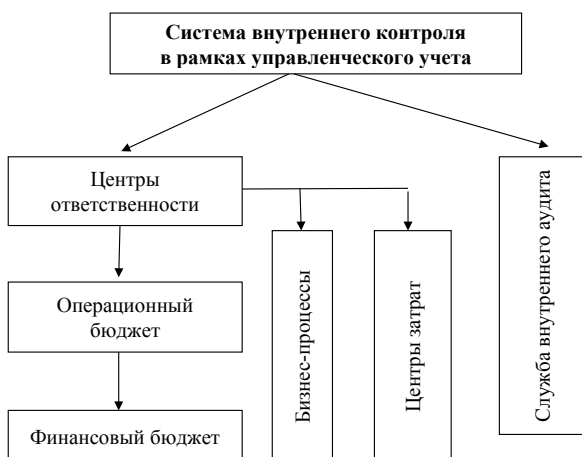 Система внутреннего контроля
в рамках управленческого учета
Центры
ответственности
Операционный
бюджет
Финансовый бюджет
Бизнес-процессы
Центры затрат
Служба внутреннего аудита